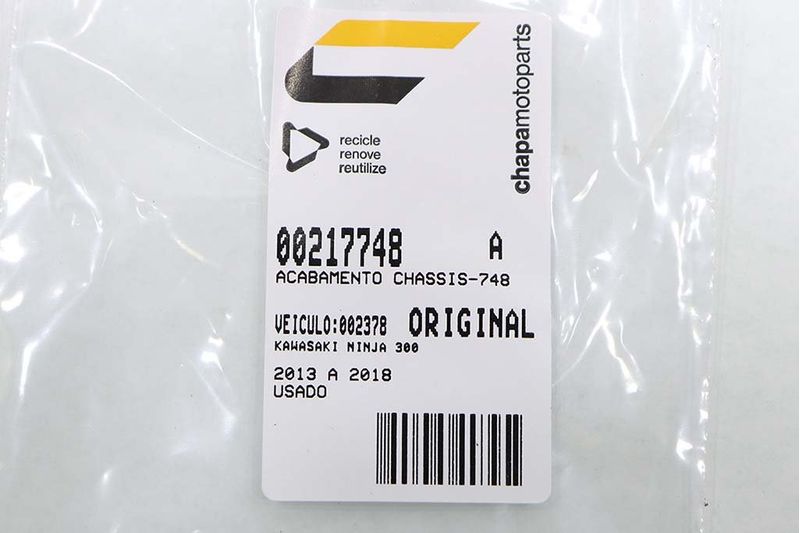 chapamotoparts
recicle
renove
reutilize
00217748 A
ACABAMENTO CHASSIS-748
VEICULO:002378 ORIGINAL
KAWASAKI NINJA 300
2013 A 2018
USADO